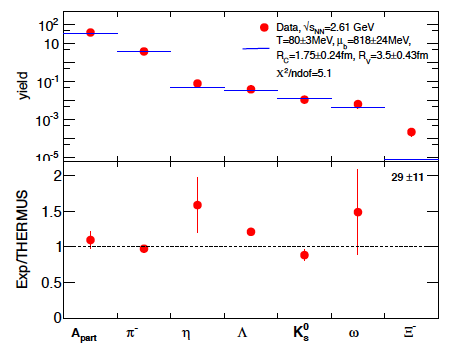 10²
10
10⁻¹
10⁻³
10⁻⁵
yield
Data, √s_NN=2.61 GeV
T=80±3MeV, μ_b=818±24MeV,
R_C=1.75±0.24fm, R_V=3.5±0.43fm
χ²/ndof=5.1
Exp/THERMUS
2
1.5
1
0.5
0
29 ±11
A_part π⁻ η Λ K⁰_s ω Ξ⁻